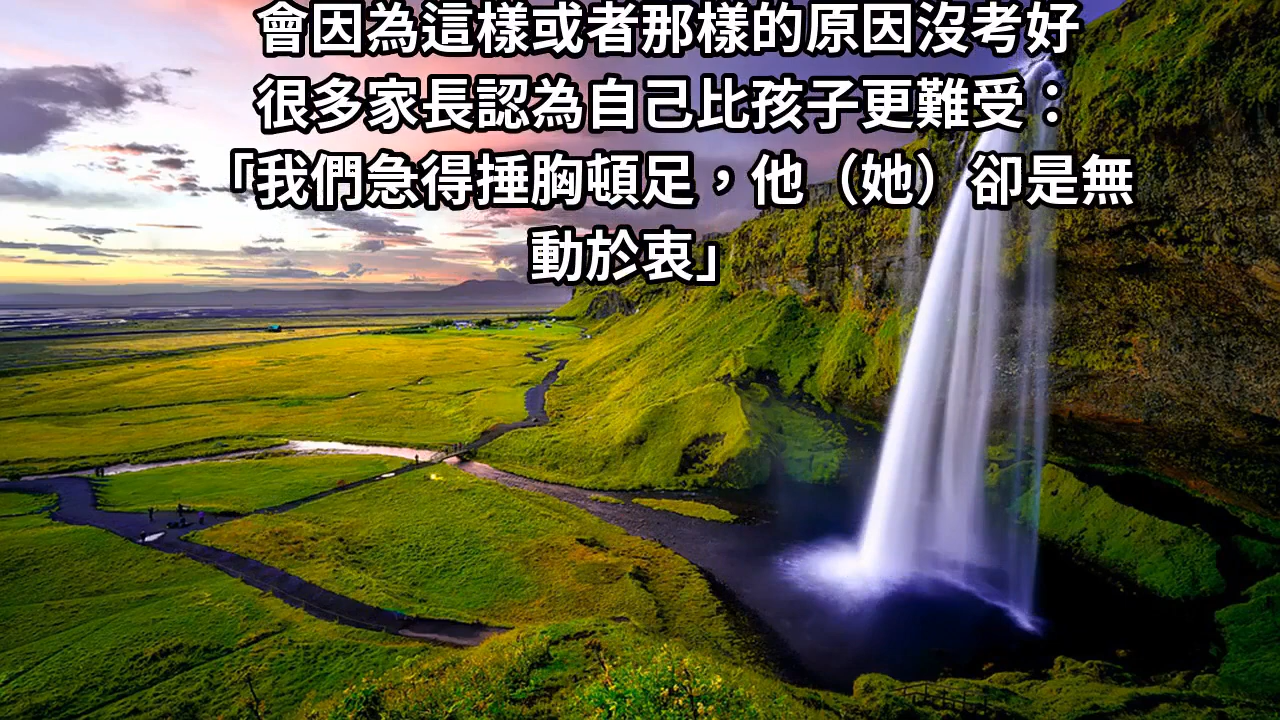 會因為這樣或者那樣的原因沒考好
很多家長認為自己比孩子更難受：
「我們急得捶胸頓足，他（她）卻是無
動於衷」